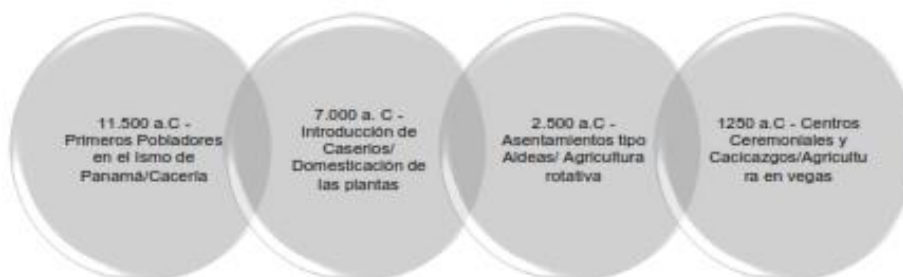 11.500 a.C -
Primeros Pobladores
en el Ismo de
Panamá/Cacería
7.000 a. C -
Introducción de
Caseríos/
Domesticación de
las plantas
2.500 a.C -
Asentamientos tipo
Aldeas/ Agricultura
rotativa
1250 a.C - Centros
Ceremoniales y
Cacicazgos/Agricultu
ra en vegas